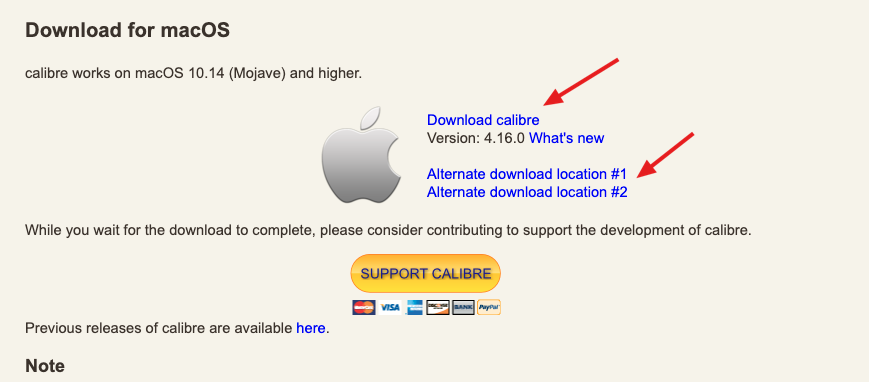 Download for macOS
calibre works on macOS 10.14 (Mojave) and higher.
Download calibre
Version: 4.16.0 What's new
Alternate download location #1
Alternate download location #2
While you wait for the download to complete, please consider contributing to support the development of calibre.
SUPPORT CALIBRE
VISA BANK PayPal
Previous releases of calibre are available here.
Note